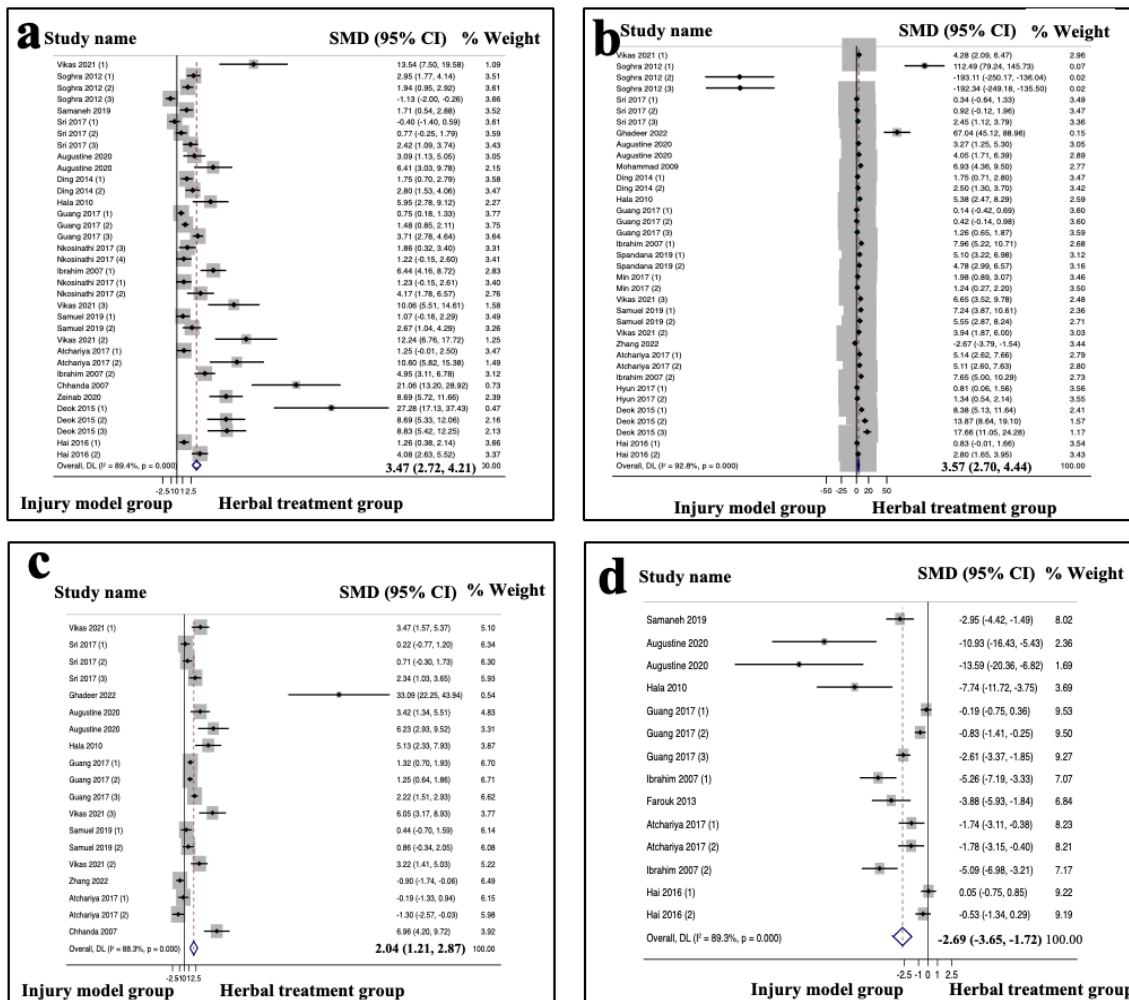 a Study name SMD (95% CI) % Weight
Vikas 2021 (1) 13.54 (7.50, 19.58) 1.09
Soghra 2012 (1) 2.95 (1.77, 4.14) 3.51
Soghra 2012 (2) 1.94 (0.95, 2.92) 3.61
Soghra 2012 (3) -1.13 (-2.00, -0.26) 3.66
Samaneh 2019 1.71 (0.54, 2.88) 3.52
Sri 2017 (1) -0.40 (-1.40, 0.59) 3.61
Sri 2017 (2) 0.77 (-0.25, 1.79) 3.59
Sri 2017 (3) 2.42 (1.09, 3.74) 3.43
Augustine 2020 3.09 (1.13, 5.05) 3.05
Augustine 2020 6.41 (3.03, 9.78) 2.15
Ding 2014 (1) 1.75 (0.70, 2.79) 3.58
Ding 2014 (2) 2.80 (1.53, 4.06) 3.47
Hala 2010 5.95 (2.78, 9.12) 2.27
Guang 2017 (1) 0.75 (0.18, 1.33) 3.77
Guang 2017 (2) 1.48 (0.85, 2.11) 3.75
Guang 2017 (3) 3.71 (2.78, 4.64) 3.64
Nkosinathi 2017 (3) 1.86 (0.32, 3.40) 3.31
Nkosinathi 2017 (4) 1.22 (-0.15, 2.60) 3.41
Ibrahim 2007 (1) 6.44 (4.16, 8.72) 2.83
Nkosinathi 2017 (1) 1.23 (-0.15, 2.61) 3.40
Nkosinathi 2017 (2) 4.17 (1.78, 6.57) 2.76
Vikas 2021 (3) 10.06 (5.51, 14.61) 1.58
Samuel 2019 (1) 1.07 (-0.16, 2.29) 3.49
Samuel 2019 (2) 2.67 (1.04, 4.29) 3.26
Vikas 2021 (2) 12.24 (6.76, 17.72) 1.25
Atchariya 2017 (1) 1.25 (-0.01, 2.50) 3.47
Atchariya 2017 (2) 10.60 (5.82, 15.38) 1.49
Ibrahim 2007 (2) 4.95 (3.11, 6.78) 3.12
Chhanda 2007 21.06 (13.20, 28.92) 0.73
Zeinab 2020 8.69 (5.72, 11.66) 2.39
Deok 2015 (1) 27.28 (17.13, 37.43) 0.47
Deok 2015 (2) 8.69 (5.33, 12.06) 2.16
Deok 2015 (3) 8.83 (5.42, 12.25) 2.13
Hai 2016 (1) 1.26 (0.38, 2.14) 3.66
Hai 2016 (2) 4.08 (2.63, 5.52) 3.37
Overall, DL (I² = 89.4%, p = 0.000) 3.47 (2.72, 4.21) 00.00
-2.5 1 0 1 2.5
Injury model group Herbal treatment group
b Study name SMD (95% CI) % Weight
Vikas 2021 (1) 4.28 (2.09, 6.47) 2.96
Soghra 2012 (1) 112.49 (79.24, 145.73) 0.07
Soghra 2012 (2) -193.11 (-250.17, -136.04) 0.02
Soghra 2012 (3) -192.34 (-249.18, -135.50) 0.02
Sri 2017 (1) 0.34 (-0.64, 1.33) 3.49
Sri 2017 (2) 0.92 (-0.12, 1.96) 3.47
Sri 2017 (3) 2.45 (1.12, 3.79) 3.36
Ghadeer 2022 67.04 (45.12, 88.96) 0.15
Augustine 2020 3.27 (1.25, 5.30) 3.05
Augustine 2020 4.05 (1.71, 6.39) 2.89
Mohammad 2009 6.93 (4.36, 9.50) 2.77
Ding 2014 (1) 1.75 (0.71, 2.80) 3.47
Ding 2014 (2) 2.50 (1.30, 3.70) 3.42
Hala 2010 5.38 (2.47, 8.29) 2.59
Guang 2017 (1) 0.14 (-0.42, 0.69) 3.60
Guang 2017 (2) 0.42 (-0.14, 0.98) 3.60
Guang 2017 (3) 1.26 (0.65, 1.87) 3.59
Ibrahim 2007 (1) 7.96 (5.22, 10.71) 2.68
Spandana 2019 (1) 5.10 (3.22, 6.98) 3.12
Spandana 2019 (2) 4.78 (2.99, 6.57) 3.16
Min 2017 (1) 1.98 (0.89, 3.07) 3.46
Min 2017 (2) 1.24 (0.27, 2.20) 3.50
Vikas 2021 (3) 6.65 (3.52, 9.78) 2.48
Samuel 2019 (1) 7.24 (3.87, 10.61) 2.36
Samuel 2019 (2) 5.55 (2.87, 8.24) 2.71
Vikas 2021 (2) 3.94 (1.87, 6.00) 3.03
Zhang 2022 -2.67 (-3.79, -1.54) 3.44
Atchariya 2017 (1) 5.14 (2.62, 7.66) 2.79
Atchariya 2017 (2) 5.11 (2.60, 7.63) 2.80
Ibrahim 2007 (2) 7.65 (5.00, 10.29) 2.73
Hyun 2017 (1) 0.81 (0.06, 1.56) 3.56
Hyun 2017 (2) 1.34 (0.54, 2.14) 3.55
Deok 2015 (1) 8.38 (5.13, 11.64) 2.41
Deok 2015 (2) 13.87 (8.64, 19.10) 1.57
Deok 2015 (3) 17.66 (11.05, 24.28) 1.17
Hai 2016 (1) 0.83 (-0.01, 1.66) 3.54
Hai 2016 (2) 2.80 (1.65, 3.95) 3.43
Overall, DL (I² = 92.8%, p = 0.000) 3.57 (2.70, 4.44) 100.00
-50 -20 0 20 50
Injury model group Herbal treatment group
c Study name SMD (95% CI) % Weight
Vikas 2021 (1) 3.47 (1.57, 5.37) 5.10
Sri 2017 (1) 0.22 (-0.77, 1.20) 6.34
Sri 2017 (2) 0.71 (-0.30, 1.73) 6.30
Sri 2017 (3) 2.34 (1.03, 3.65) 5.93
Ghadeer 2022 33.09 (22.25, 43.94) 0.54
Augustine 2020 3.42 (1.34, 5.51) 4.83
Augustine 2020 6.23 (2.93, 9.52) 3.31
Hala 2010 5.13 (2.33, 7.93) 3.87
Guang 2017 (1) 1.32 (0.70, 1.93) 6.70
Guang 2017 (2) 1.25 (0.64, 1.86) 6.71
Guang 2017 (3) 2.22 (1.51, 2.93) 6.62
Vikas 2021 (3) 6.05 (3.17, 8.93) 3.77
Samuel 2019 (1) 0.44 (-0.70, 1.59) 6.14
Samuel 2019 (2) 0.86 (-0.34, 2.05) 6.08
Vikas 2021 (2) 3.22 (1.41, 5.03) 5.22
Zhang 2022 -0.90 (-1.74, -0.06) 6.49
Atchariya 2017 (1) -0.19 (-1.33, 0.94) 6.15
Atchariya 2017 (2) -1.30 (-2.57, -0.03) 5.98
Chhanda 2007 6.96 (4.20, 9.72) 3.92
Overall, DL (I² = 88.3%, p = 0.000) 2.04 (1.21, 2.87) 100.00
-2.5 1 0 1 2.5
Injury model group Herbal treatment group
d Study name SMD (95% CI) % Weight
Samaneh 2019 -2.95 (-4.42, -1.49) 8.02
Augustine 2020 -10.93 (-16.43, -5.43) 2.36
Augustine 2020 -13.59 (-20.36, -6.82) 1.69
Hala 2010 -7.74 (-11.72, -3.75) 3.69
Guang 2017 (1) -0.19 (-0.75, 0.36) 9.53
Guang 2017 (2) -0.83 (-1.41, -0.25) 9.50
Guang 2017 (3) -2.61 (-3.37, -1.85) 9.27
Ibrahim 2007 (1) -5.26 (-7.19, -3.33) 7.07
Farouk 2013 -3.88 (-5.93, -1.84) 6.84
Atchariya 2017 (1) -1.74 (-3.11, -0.38) 8.23
Atchariya 2017 (2) -1.78 (-3.15, -0.40) 8.21
Ibrahim 2007 (2) -5.09 (-6.98, -3.21) 7.17
Hai 2016 (1) 0.05 (-0.75, 0.85) 9.22
Hai 2016 (2) -0.53 (-1.34, 0.29) 9.19
Overall, DL (I² = 89.3%, p = 0.000) -2.69 (-3.65, -1.72) 100.00
-2.5 -1 0 1 2.5
Injury model group Herbal treatment group